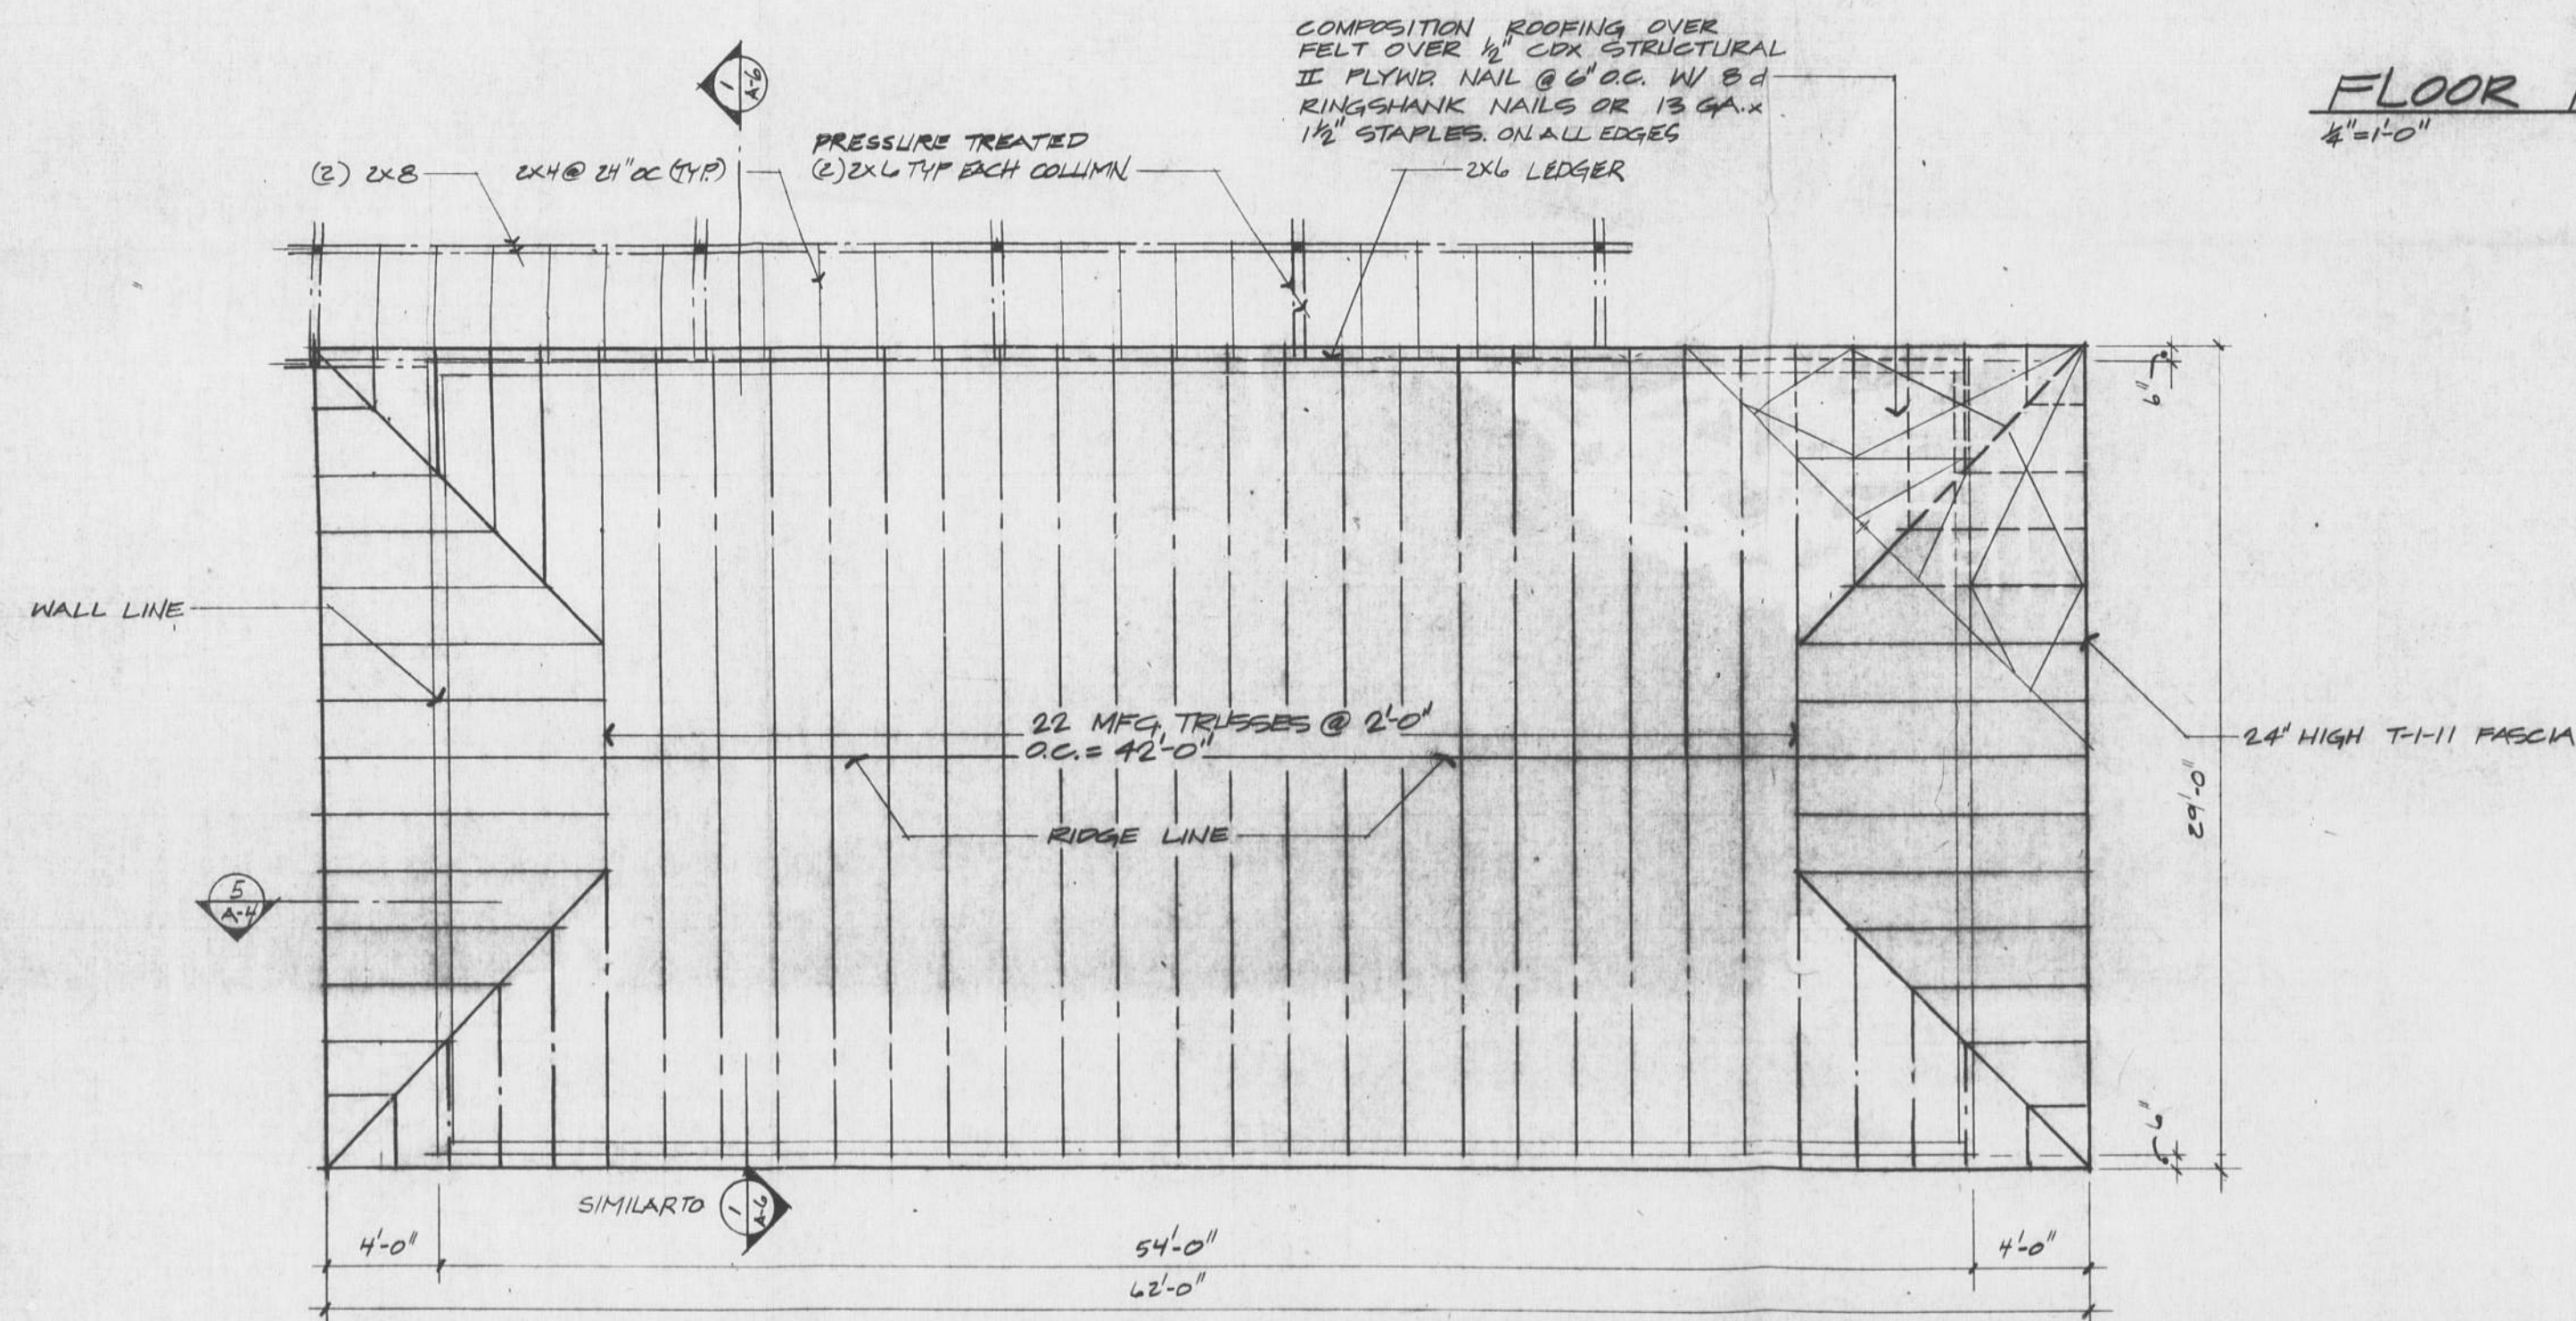 COMPOSITION ROOFING OVER
FELT OVER 1/2" CDX STRUCTURAL
II PLYWD. NAIL @ 6" O.C. W/ 8d
RINGSHANK NAILS OR 13 GA. x
1 1/2" STAPLES. ON ALL EDGES
FLOOR
1/4"=1'-0"
1
A-6
PRESSURE TREATED
(2) 2X6 TYP EACH COLUMN
(2) 2X8
2X4 @ 24" OC (TYP.)
2X6 LEDGER
6"
WALL LINE
22 MFG. TRUSSES @ 2'-0"
O.C. = 42'-0"
24" HIGH T-1-11 FASCIA
29'-0"
RIDGE LINE
5
A-4
6"
SIMILAR TO
1
A-6
4'-0"
54'-0"
4'-0"
62'-0"